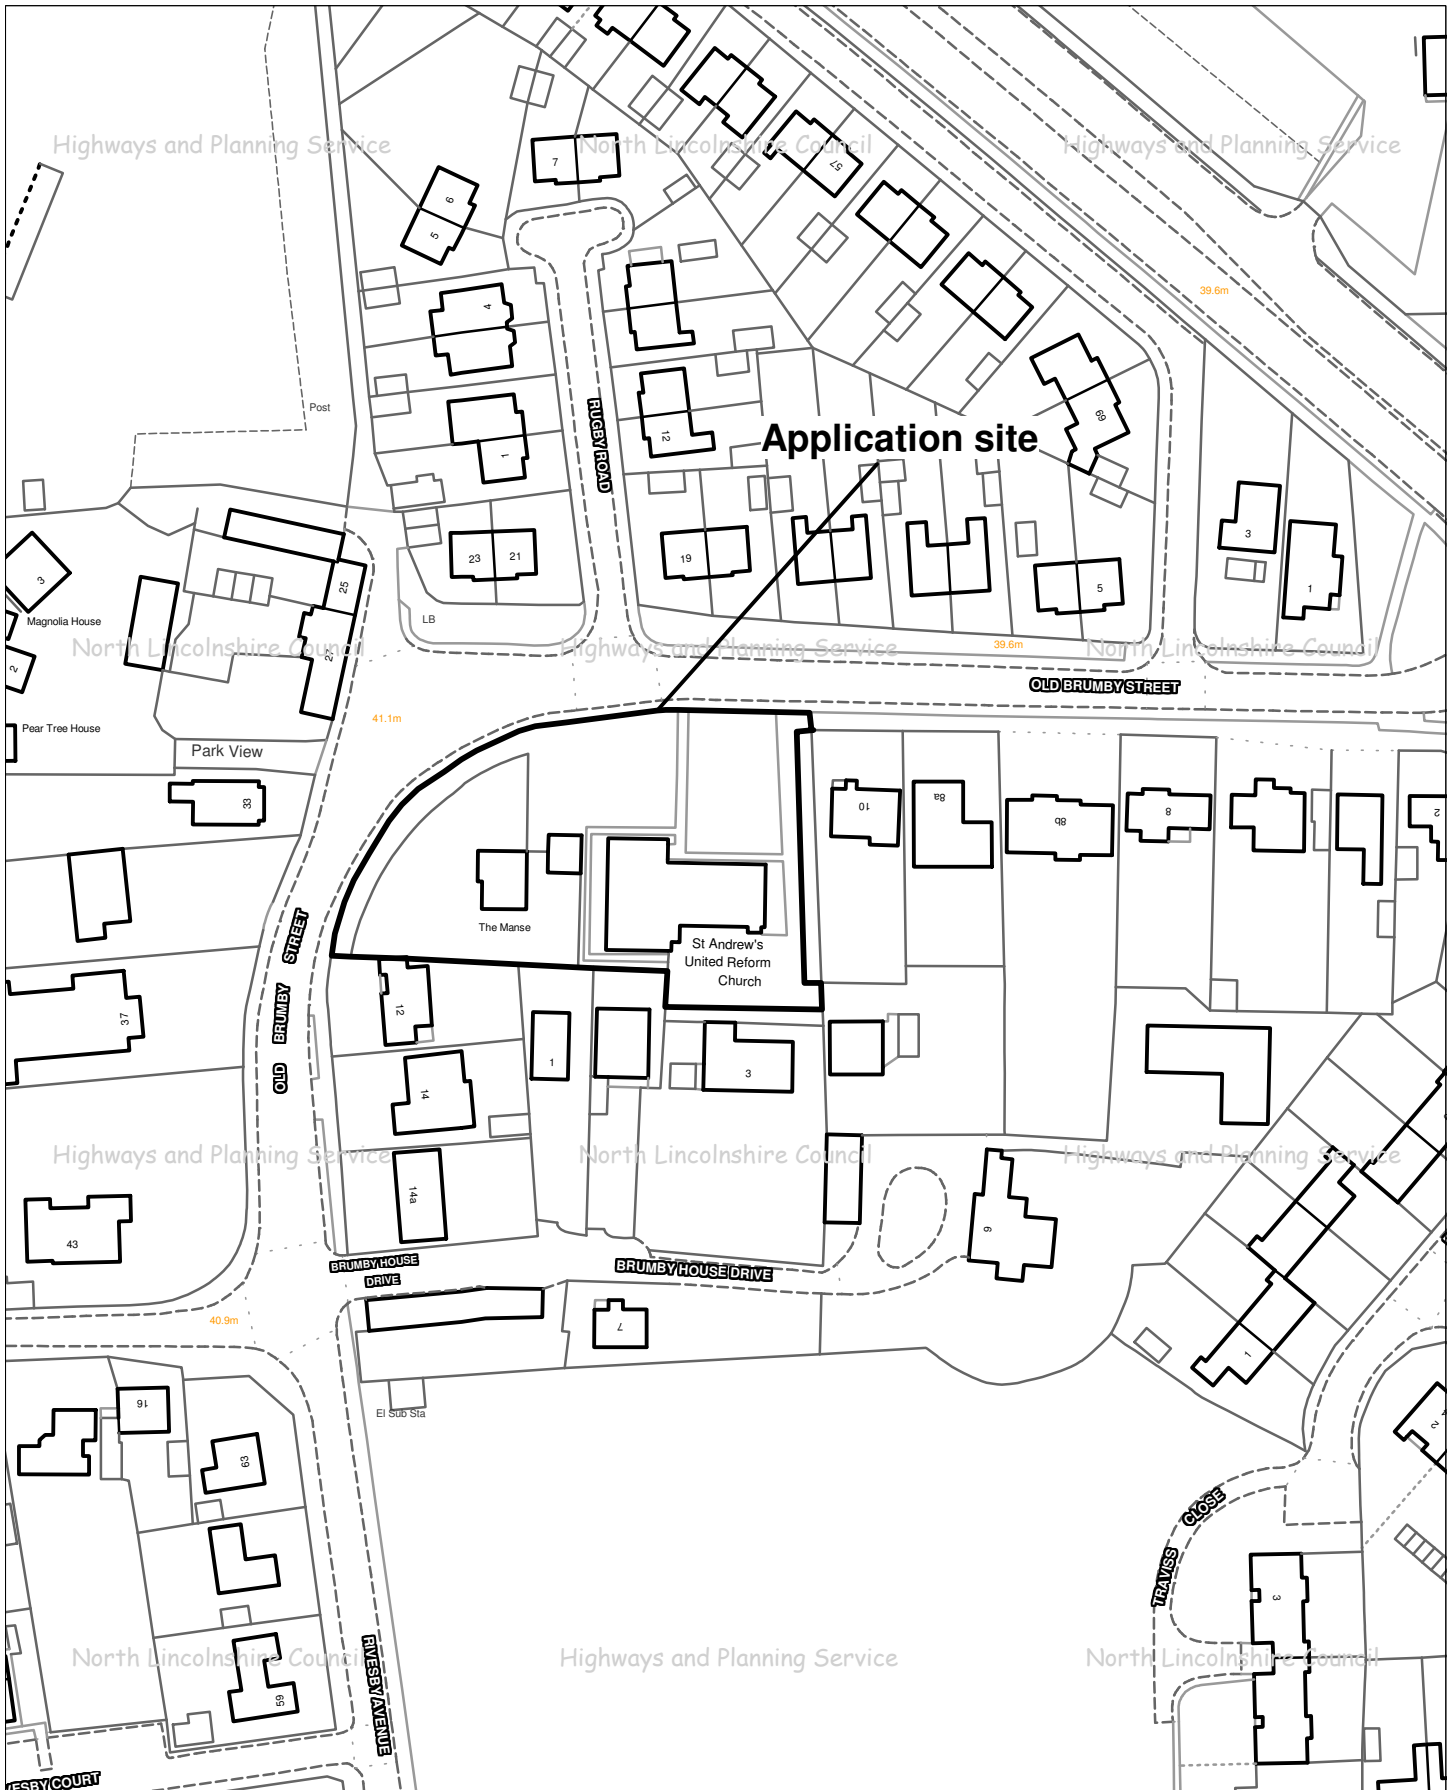 Highways and Planning Service
North Lincolnshire Council
Highways and Planning Service
7
57
6
5
39.6m
4
Post
RUGBY ROAD
69
12
Application site
1
23
21
19
5
3
1
3
25
Magnolia House
LB
2
27
North Lincolnshire Council
Highways and Planning Service
39.6m
North Lincolnshire Council
OLD BRUMBY STREET
41.1m
Pear Tree House
Park View
33
10
8a
8b
8
2
The Manse
St Andrew's
United Reform
Church
OLD BRUMBY STREET
37
12
1
3
14
Highways and Planning Service
North Lincolnshire Council
Highways and Planning Service
14a
43
9
BRUMBY HOUSE
DRIVE
BRUMBY HOUSE DRIVE
40.9m
7
1
16
El Sub Sta
2
63
TRAVISS CLOSE
3
North Lincolnshire Council
Highways and Planning Service
North Lincolnshire Council
59
RIVESBY AVENUE
VESBY COURT